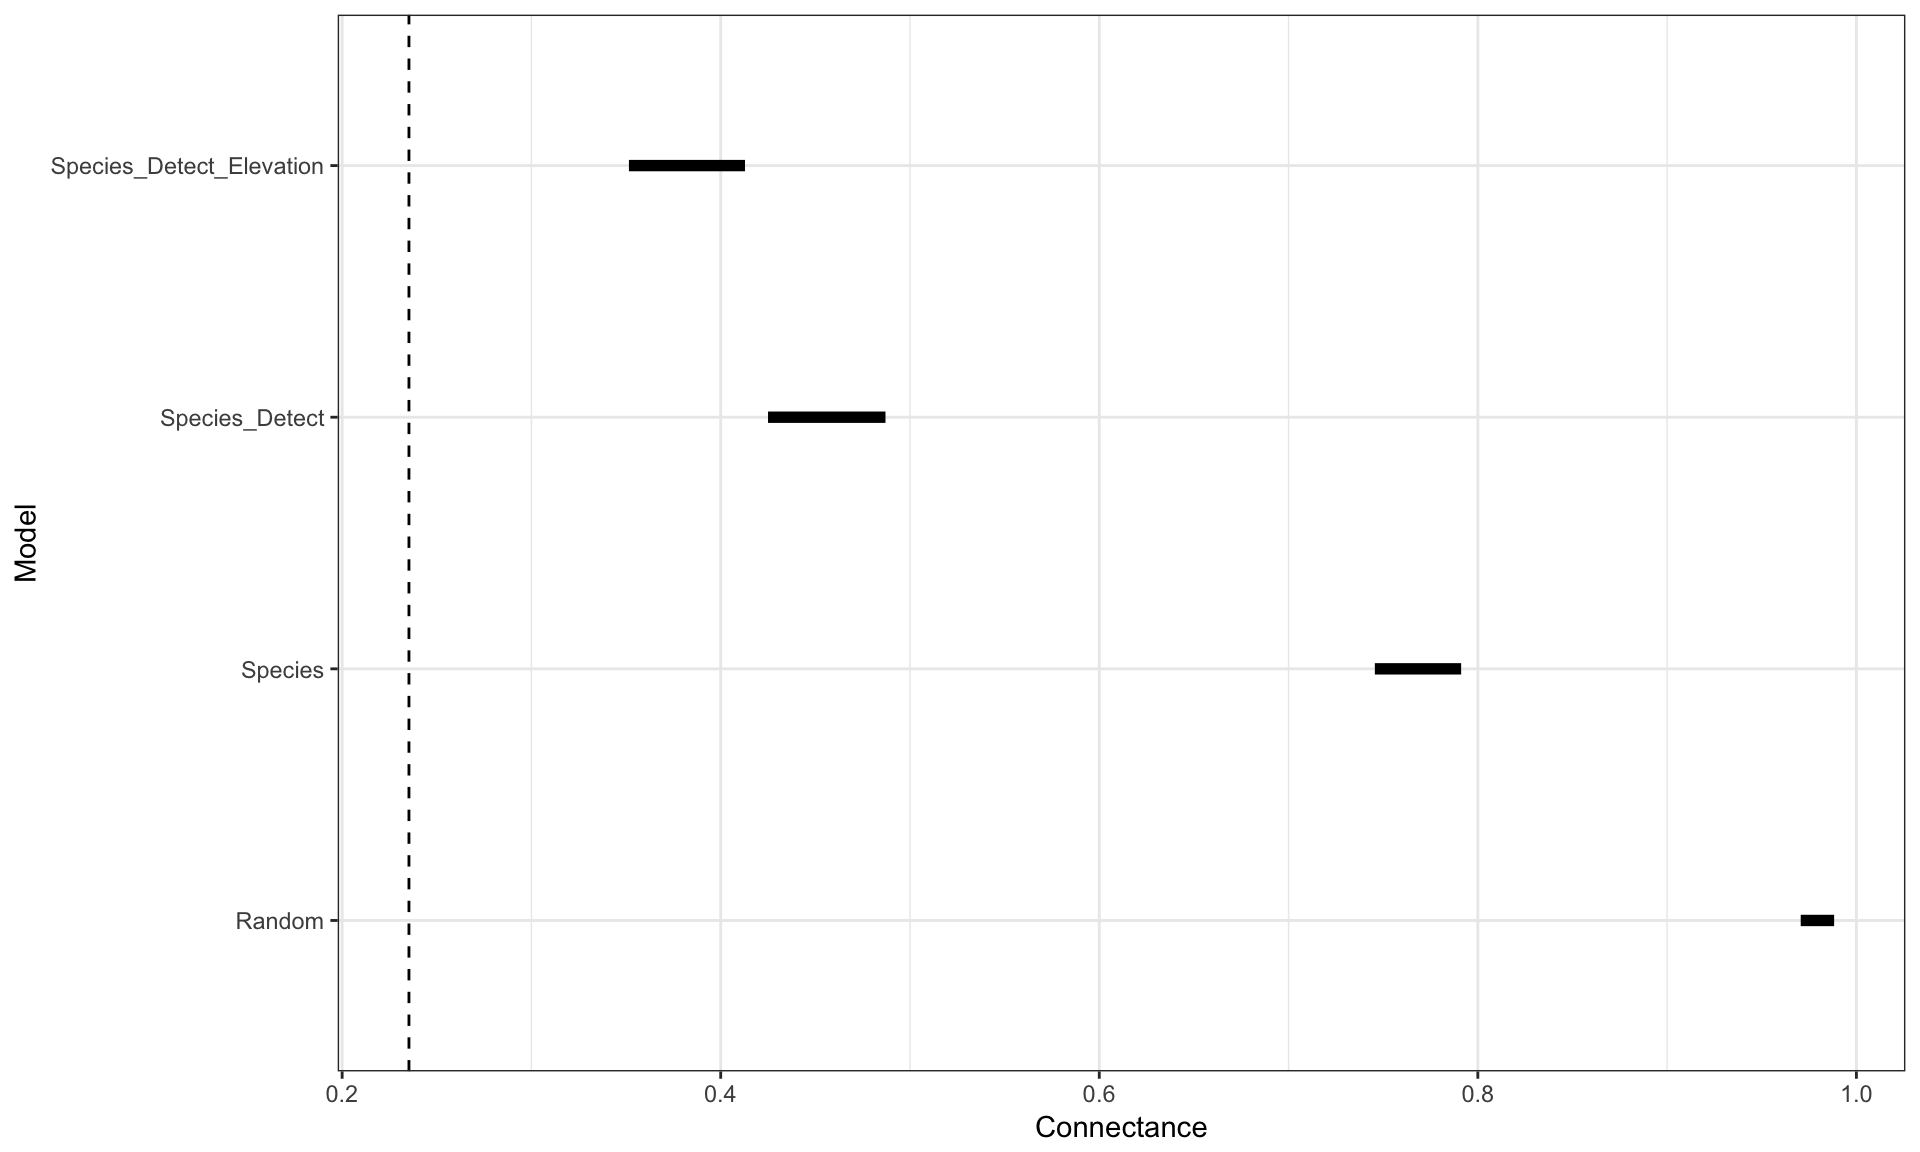 Species_Detect_Elevation
Species_Detect
Model
Species
Random
0.2 0.4 0.6 0.8 1.0
Connectance